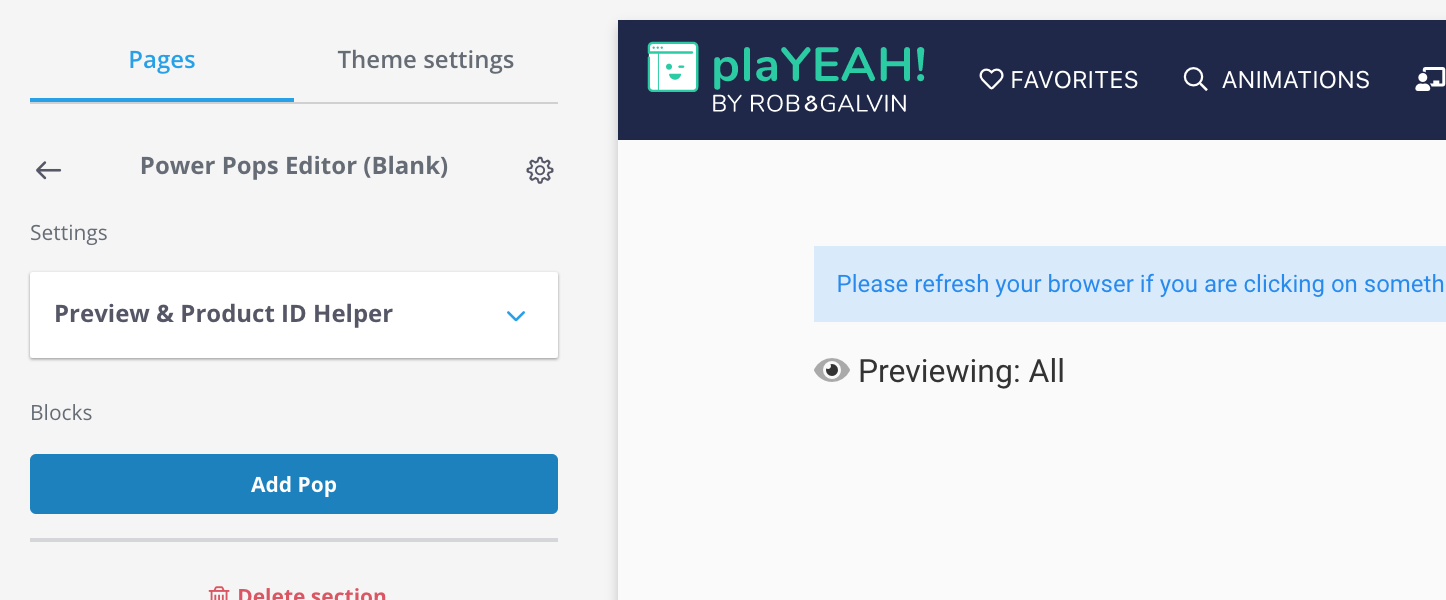 Pages
Theme settings
Power Pops Editor (Blank)
Settings
Preview & Product ID Helper
Blocks
Add Pop
Delete section
plaYEAH!
BY ROB&GALVIN
FAVORITES
ANIMATIONS
Please refresh your browser if you are clicking on someth
Previewing: All